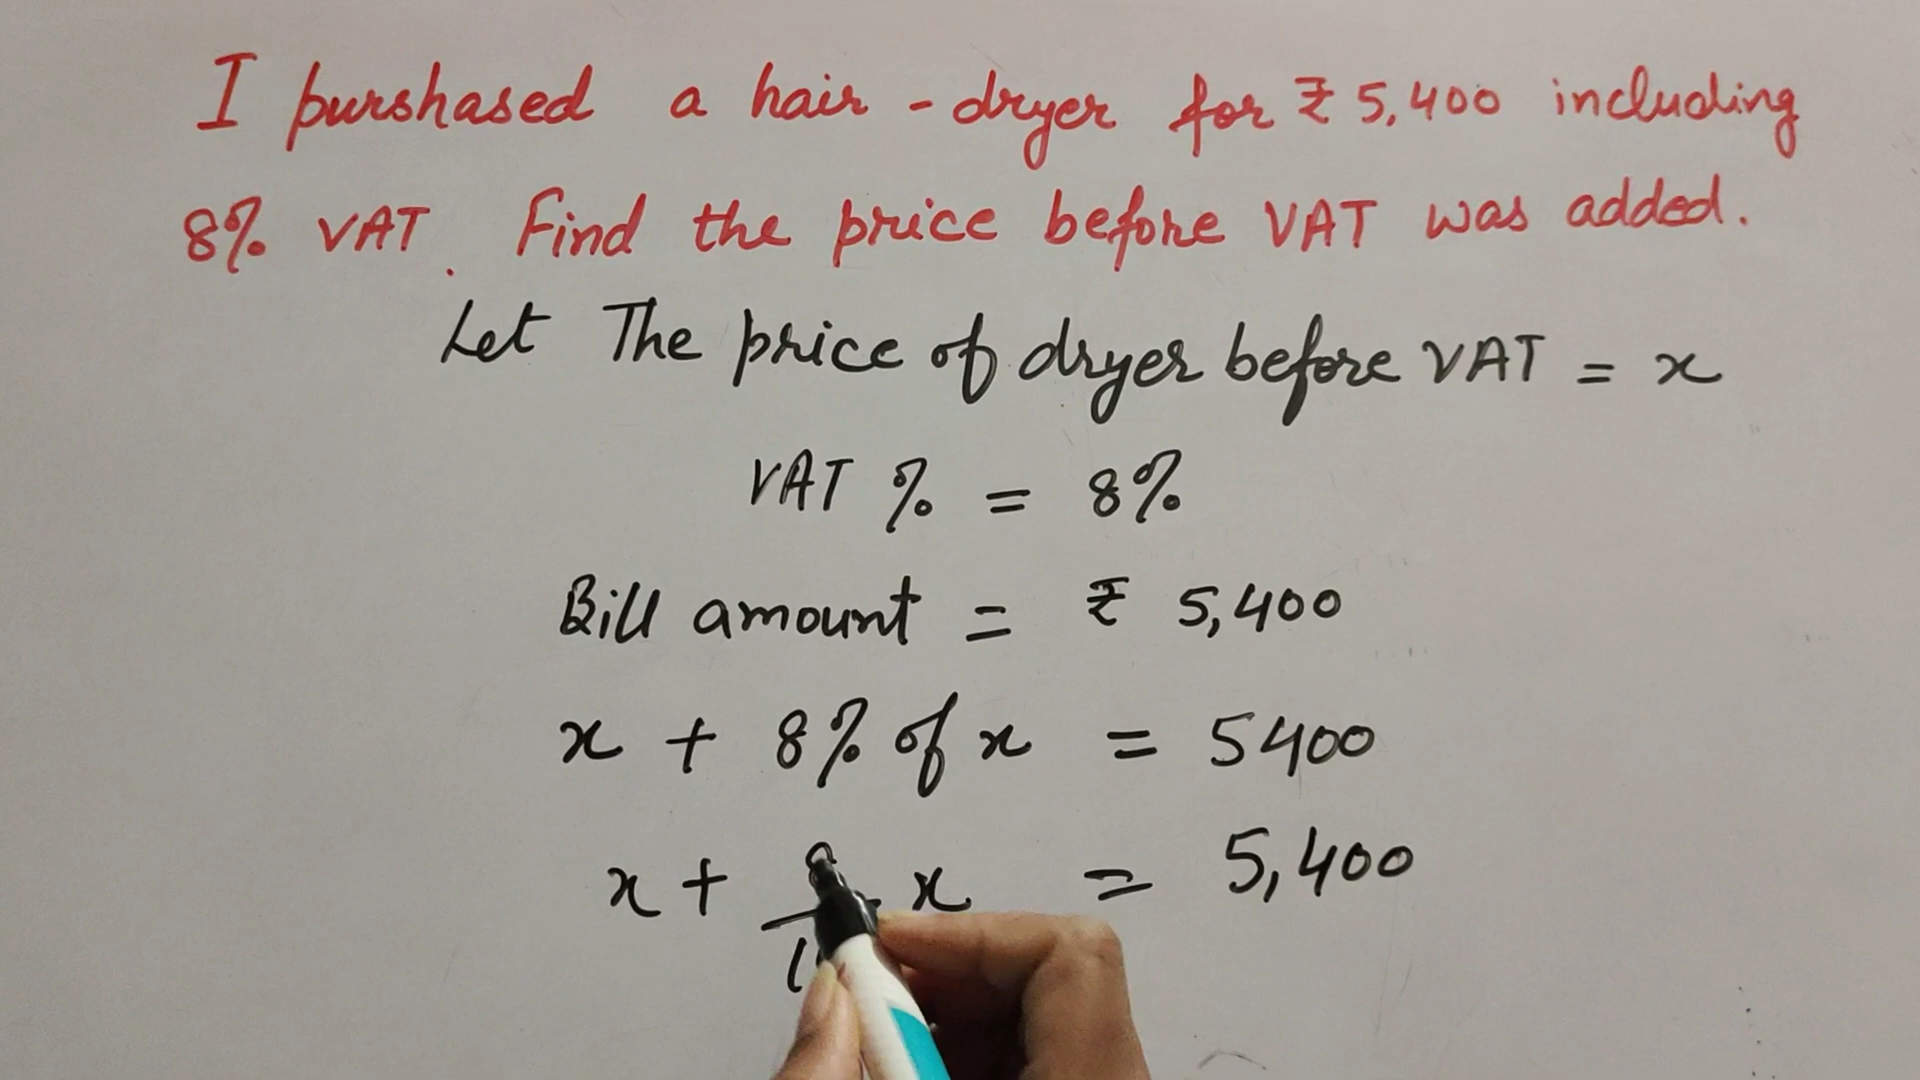 I purshased a hair-dryer for ₹ 5,400 including
8% VAT. Find the price before VAT was added.
Let The price of dryer before VAT = x
VAT % = 8%
Bill amount = ₹ 5,400
x + 8% of x = 5400
x + x = 5,400